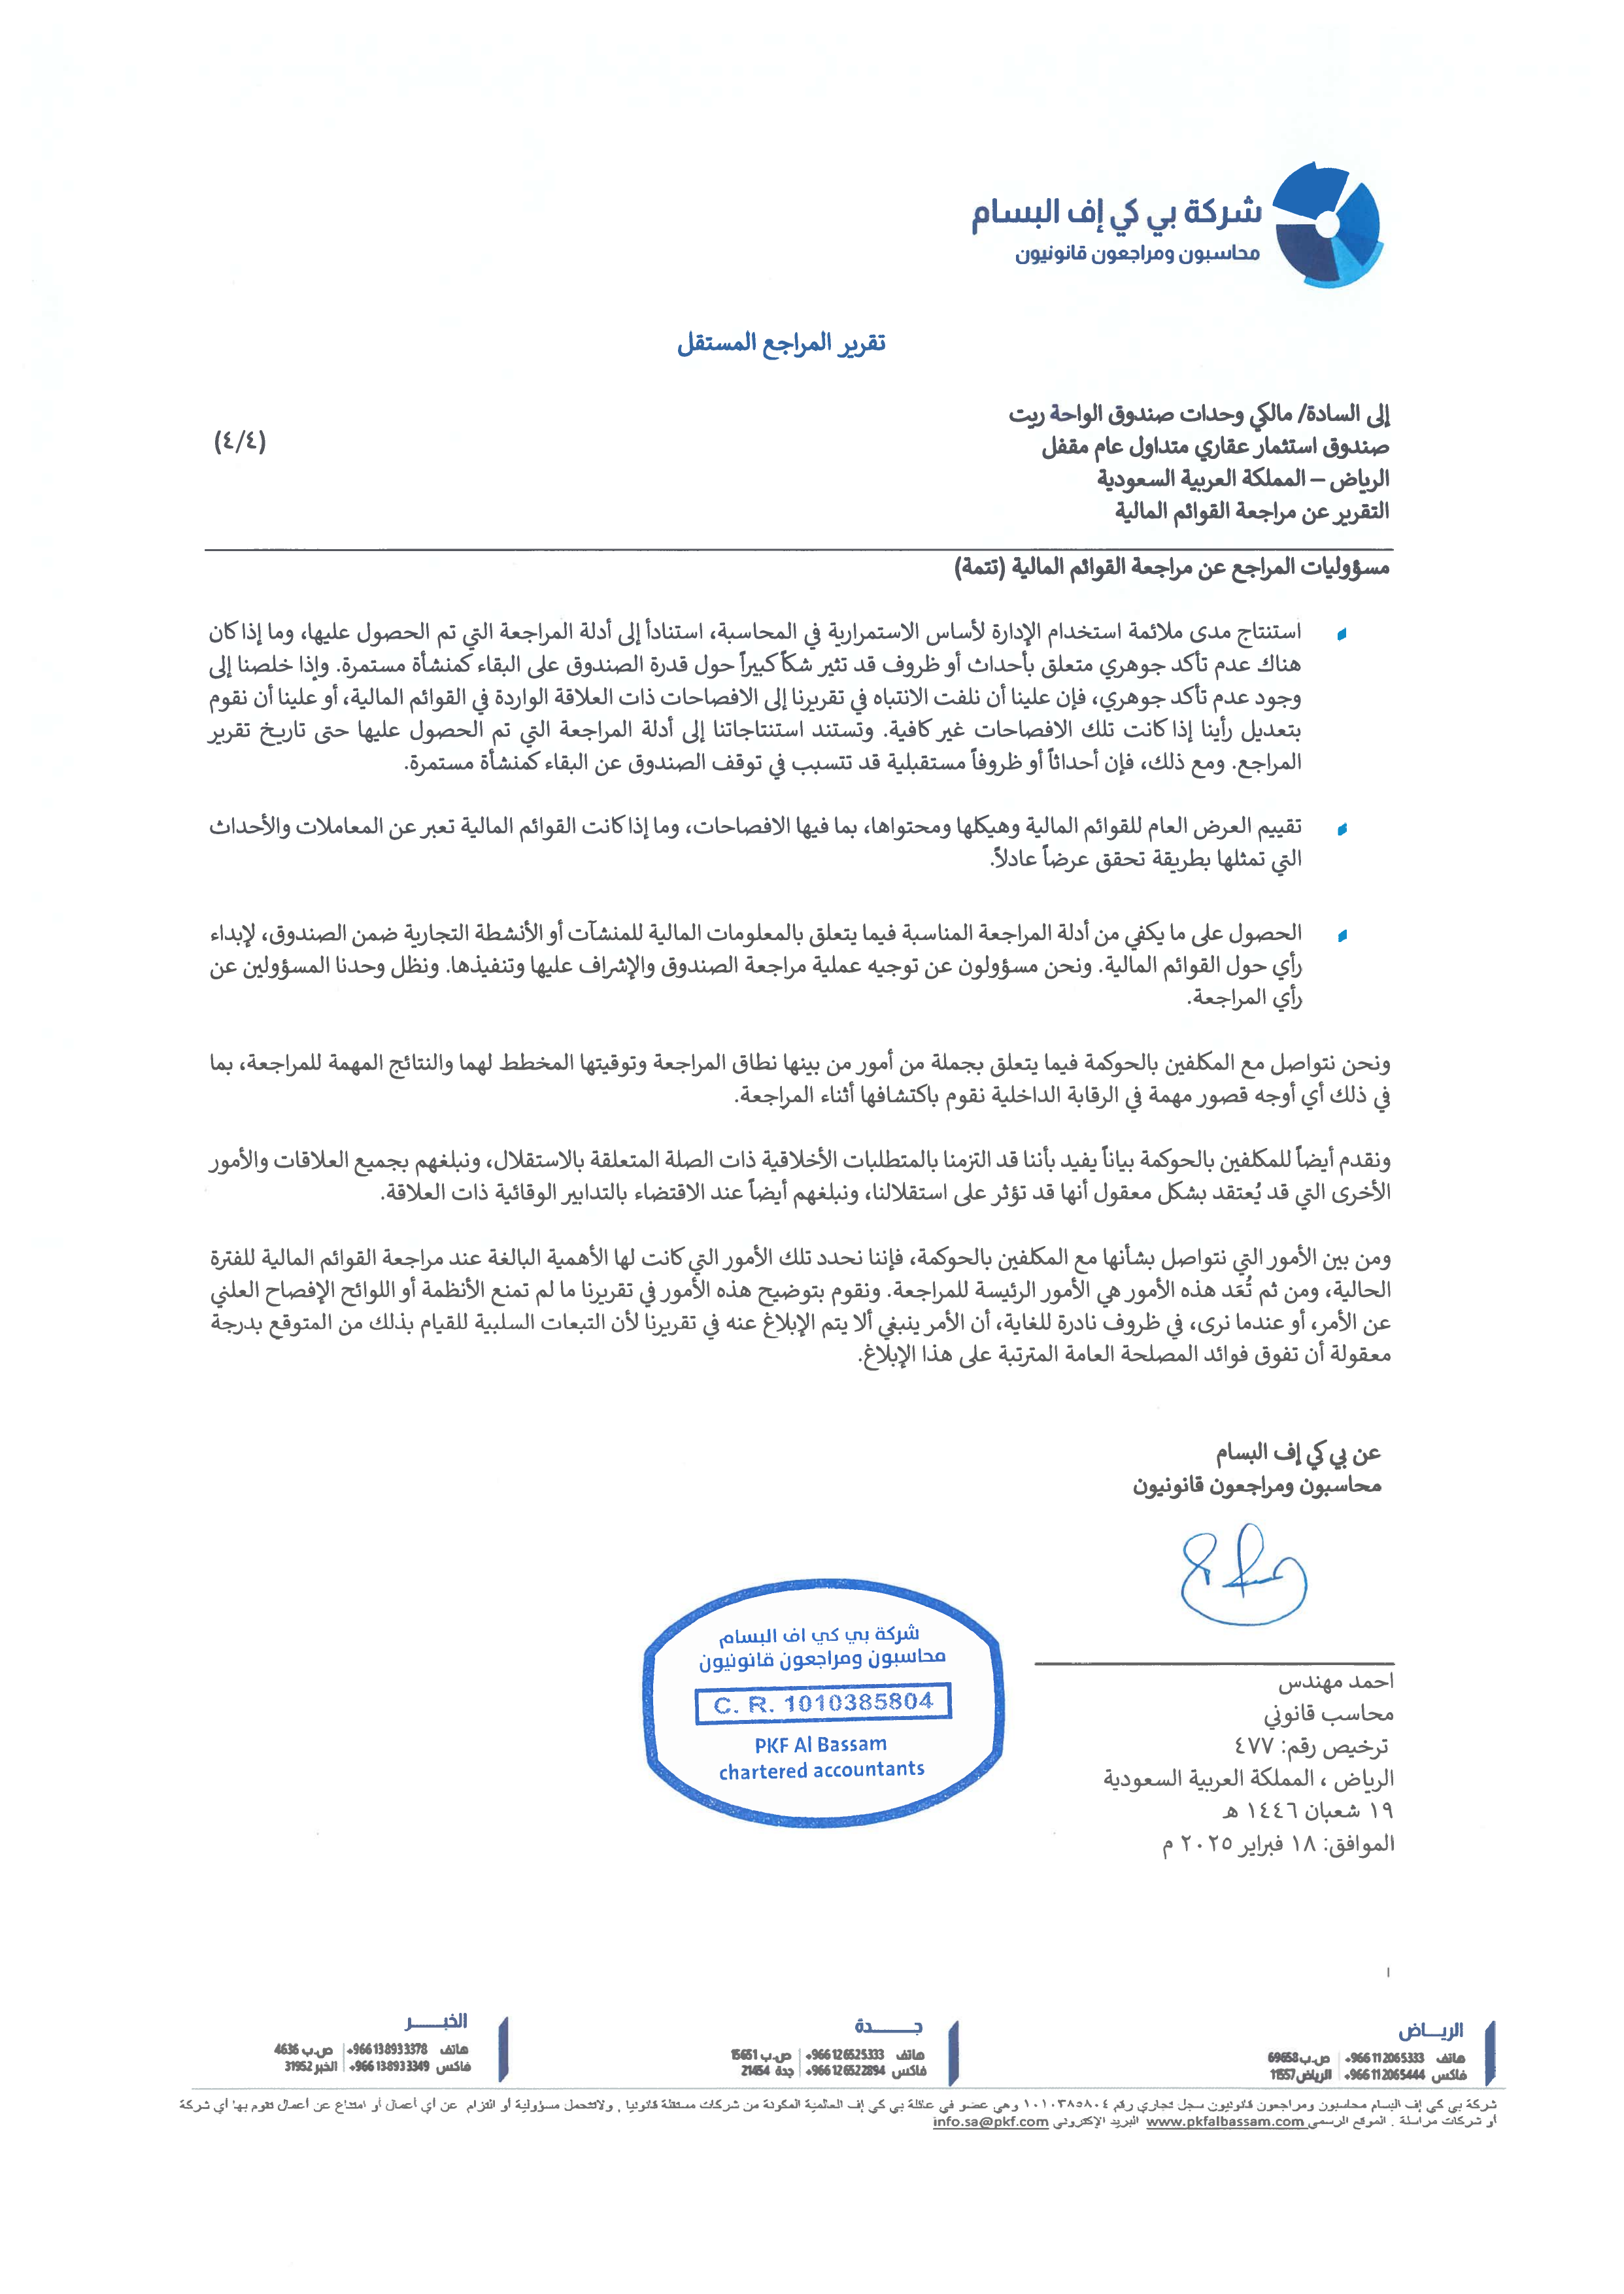 شركة بي كي إف البسام
محاسبون ومراجعون قانونيون
تقرير المراجع المستقل
إلى السادة/ مالكي وحدات صندوق الواحة ريت
صندوق استثمار عقاري متداول عام مقفل
(٤/٤)
الرياض – المملكة العربية السعودية
التقرير عن مراجعة القوائم المالية
مسؤوليات المراجع عن مراجعة القوائم المالية (تتمة)
استنتاج مدى ملائمة استخدام الإدارة لأساس الاستمرارية في المحاسبة، استنادأ إلى أدلة المراجعة التي تم الحصول عليها، وما إذا كان
هناك عدم تأكد جوهري متعلق بأحداث أو ظروف قد تثير شكاً كبيراً حول قدرة الصندوق على البقاء كمنشأة مستمرة. وإذا خلصنا إلى
وجود عدم تأكد جوهري، فإن علينا أن نلفت الانتباه في تقريرنا إلى الافصاحات ذات العلاقة الواردة في القوائم المالية، أو علينا أن نقوم
بتعديل رأينا إذا كانت تلك الافصاحات غير كافية. وتستند استنتاجاتنا إلى أدلة المراجعة التي تم الحصول عليها حتى تاريخ تقرير
المراجع. ومع ذلك، فإن أحداثاً أو ظروفاً مستقبلية قد تتسبب في توقف الصندوق عن البقاء كمنشأة مستمرة.
تقييم العرض العام للقوائم المالية وهيكلها ومحتواها، بما فيها الافصاحات، وما إذا كانت القوائم المالية تعبر عن المعاملات والأحداث
التي تمثلها بطريقة تحقق عرضاً عادلاً.
الحصول على ما يكفي من أدلة المراجعة المناسبة فيما يتعلق بالمعلومات المالية للمنشآت أو الأنشطة التجارية ضمن الصندوق، لإبداء
رأي حول القوائم المالية. ونحن مسؤولون عن توجيه عملية مراجعة الصندوق والإشراف عليها وتنفيذها. ونظل وحدنا المسؤولين عن
رأي المراجعة.
ونحن نتواصل مع المكلفين بالحوكمة فيما يتعلق بجملة من أمور من بينها نطاق المراجعة وتوقيتها المخطط لهما والنتائج المهمة للمراجعة، بما
في ذلك أي أوجه قصور مهمة في الرقابة الداخلية نقوم باكتشافها أثناء المراجعة.
ونقدم أيضاً للمكلفين بالحوكمة بياناً يفيد بأننا قد التزمنا بالمتطلبات الأخلاقية ذات الصلة المتعلقة بالاستقلال، ونبلغهم بجميع العلاقات والأمور
الأخرى التي قد يُعتقد بشكل معقول أنها قد تؤثر على استقلالنا، ونبلغهم أيضاً عند الاقتضاء بالتدابير الوقائية ذات العلاقة.
ومن بين الأمور التي نتواصل بشأنها مع المكلفين بالحوكمة، فإننا نحدد تلك الأمور التي كانت لها الأهمية البالغة عند مراجعة القوائم المالية للفترة
الحالية، ومن ثم تُعَد هذه الأمور هي الأمور الرئيسة للمراجعة. ونقوم بتوضيح هذه الأمور في تقريرنا ما لم تمنع الأنظمة أو اللوائح الإفصاح العلني
عن الأمر، أو عندما نرى، في ظروف نادرة للغاية، أن الأمر ينبغي ألا يتم الإبلاغ عنه في تقريرنا لأن التبعات السلبية للقيام بذلك من المتوقع بدرجة
معقولة أن تفوق فوائد المصلحة العامة المترتبة على هذا الإبلاغ.
عن بي كي إف البسام
محاسبون ومراجعون قانونيون
شركة بي كي اف البسام
محاسبون ومراجعون قانونيون
C. R. 1010385804
PKF Al Bassam
chartered accountants
احمد مهندس
محاسب قانوني
ترخيص رقم: ٤٧٧
الرياض ، المملكة العربية السعودية
١٩ شعبان ١٤٤٦ هـ
الموافق: ١٨ فبراير ٢٠٢٥ م
الريـــاض
هاتف +966 11 2065333 ص.ب 69658
فاكس +966 11 2065444 الرياض 11557
جـــــدة
هاتف +966 12 6525333 ص.ب 15651
فاكس +966 12 6522894 جدة 21454
الخبـــــر
هاتف +966 13 8933378 ص.ب 4636
فاكس +966 13 8933349 الخبر 31952
شركة بي كي إف البسام محاسبون ومراجعون قانونيون سجل تجاري رقم ١٠١٠٣٨٥٨٠٤ وهي عضو في عائلة بي كي إف العالمية المكونة من شركات مستقلة قانونيا , ولاتتحمل مسؤولية أو التزام عن أي أعمال أو امتناع عن أعمال تقوم بها أي شركة
أو شركات مراسلة . الموقع الرسمي www.pkfalbassam.com البريد الإكتروني info.sa@pkf.com